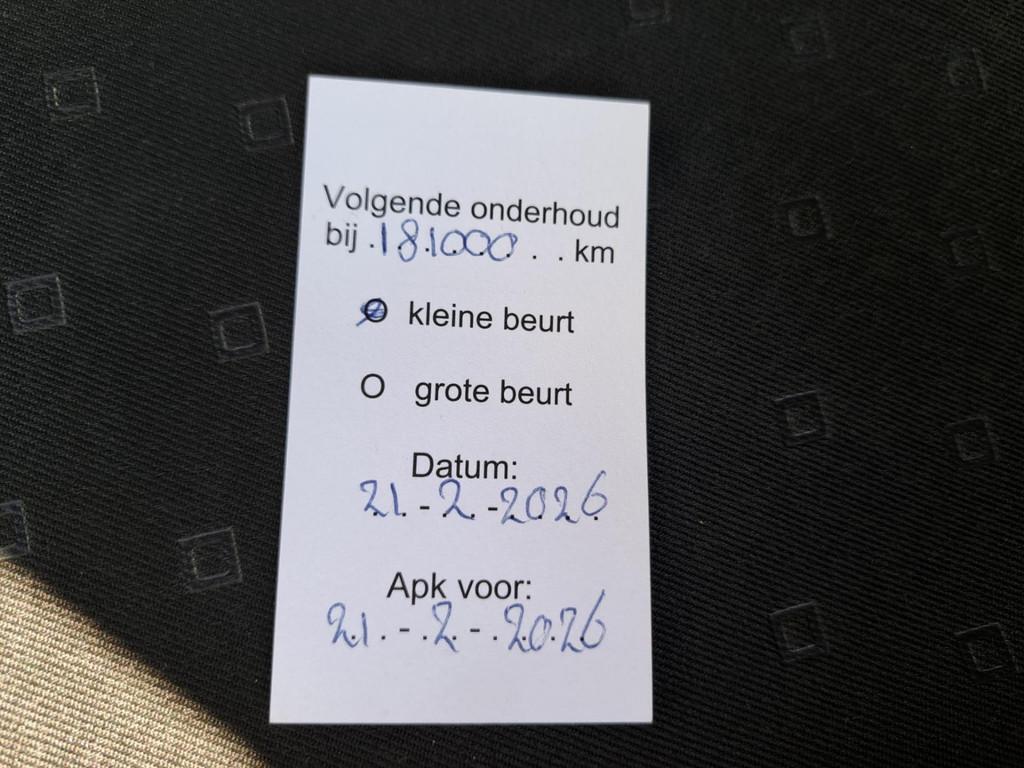 Volgende onderhoud
bij .181000 . . km
O kleine beurt
O grote beurt
Datum:
21.-2.-2026
Apk voor:
21.-.2.-.2026